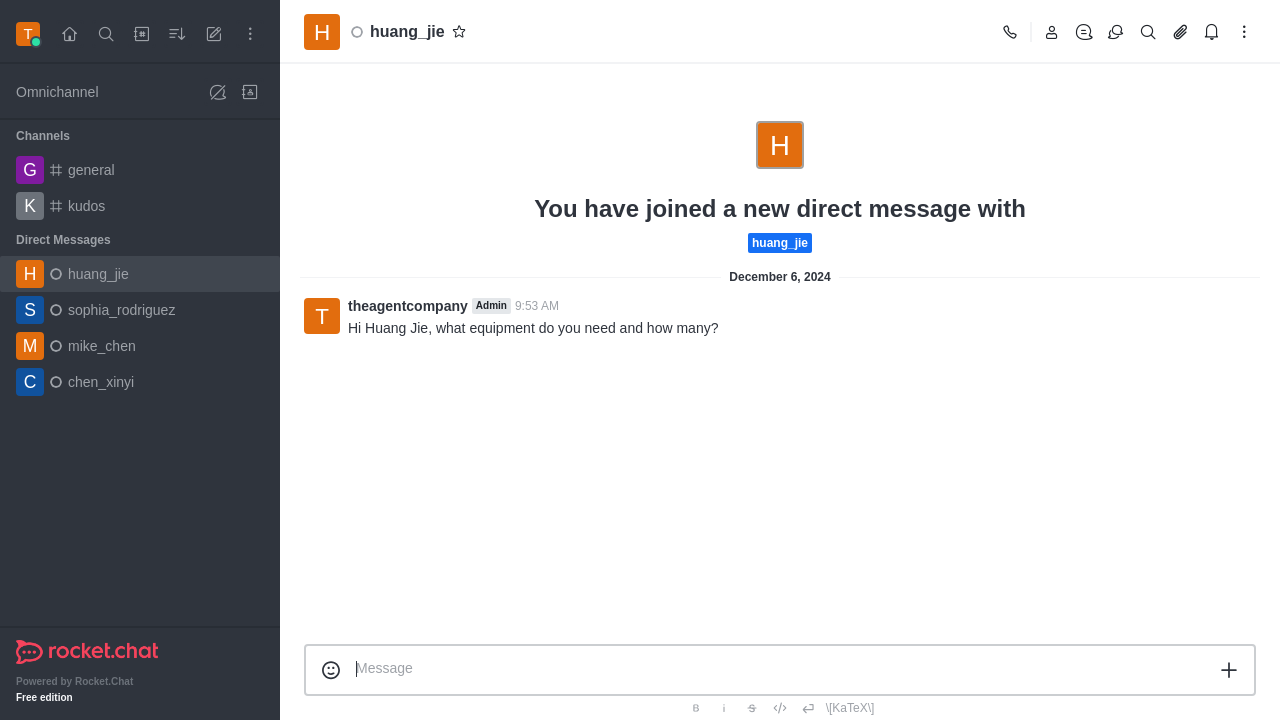 T
Omnichannel
Channels
G general
K kudos
Direct Messages
H huang_jie
S sophia_rodriguez
M mike_chen
C chen_xinyi
rocket.chat
Powered by Rocket.Chat
Free edition
H huang_jie
H
You have joined a new direct message with
huang_jie
December 6, 2024
T
theagentcompany Admin 9:53 AM
Hi Huang Jie, what equipment do you need and how many?
Message
B i S \[KaTeX\]